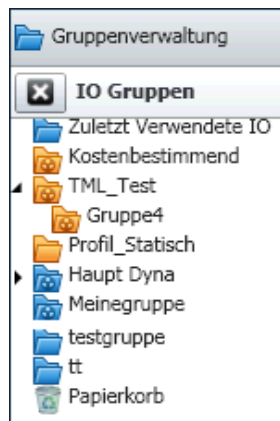 Gruppenverwaltung
IO Gruppen
Zuletzt Verwendete IO
Kostenbestimmend
TML_Test
Gruppe4
Profil_Statisch
Haupt Dyna
Meinegruppe
testgruppe
tt
Papierkorb